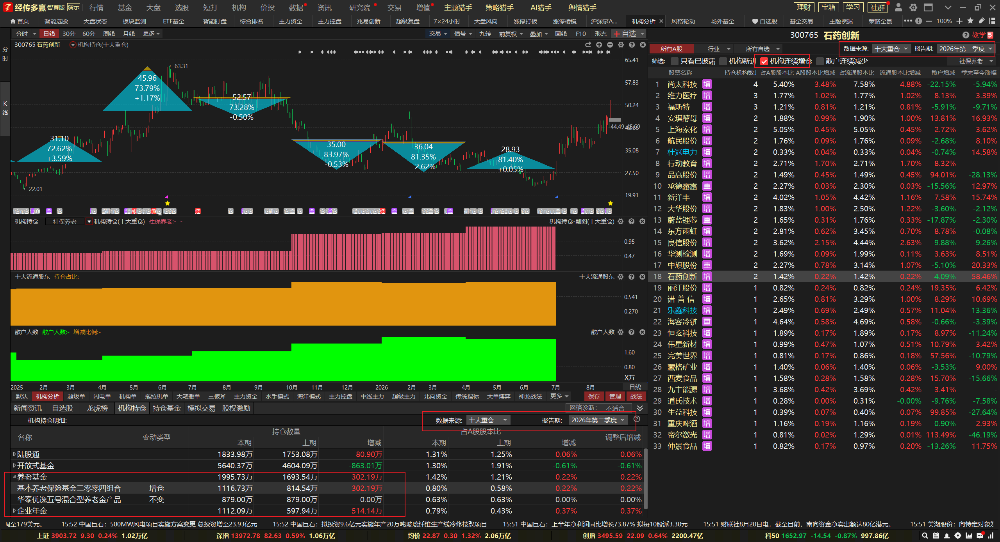 经传多赢 智尊版 演示 行情 基金 大盘 选股 短打 机构 价投 数据 资讯 研究院 交易 增值 主题猎手 策略猎手 AI猎手 舆情猎手 理财 宝箱 学习 社群
首页 智能选股 大盘状态 板块监测 ETF基金 智能盯盘 综合排名 主力资金 主力控盘 兆易创新 超级复盘 7×24小时 大盘风向 涨停打板 涨停棱镜 沪深京A... 机构分析 风格轮动 场外基金 自选股 基金交易 主题挖掘 策略全景 100%
分时 日线 30分 60分 周线 月线 更多 交易 信号 九转 前复权 叠加 画线 F10 形态 自选
分时
K线
300765 石药创新 机构持仓(十大重仓)
63.31
65.41
57.83
50.24
42.66
35.08
27.50
19.91
44.49-45.69
22.01
31.10
72.62%
+3.59%
45.96
73.79%
+1.17%
52.57
73.28%
-0.50%
35.00
83.97%
-0.53%
36.04
81.35%
-2.62%
28.93
81.40%
+0.05%
机构持仓 社保养老 机构持仓(十大重仓) 社保养老:- - 机构持仓-副图(十大重仓)
0.95
0.47
十大流通股东 持仓占比:- 十大流通股东
0.541
0.270
散户人数 散户人数:- 增减比例:- 散户人数
1.60
0.80
X万
2025 2月 3月 4月 5月 6月 7月 8月 9月 10月 11月 12月 2026 2月 3月 4月 5月 6月 7月 8月 日线
默认 机构分析 超级单 闪电单 机构单 拖拉机单 大笔撤单 三板斧 主力资金 水手模式 海洋模式 主力控盘 中线主力 超级主力 北向资金 传统指标 大单博弈 神龙战法 更多 保存 管理 战法
新闻资讯 自选股 龙虎榜 机构持仓 持仓基金 模拟交易 股权激励 网格诊断: 不适合
机构持仓明细: 数据来源: 十大重仓 报告期: 2026年第二季度
名称 变动类型 持仓数量 占A股股本比 调整后增减
本期 上期 增减 本期 上期 增减
陆股通 1833.98万 1753.08万 80.90万 1.31% 1.25% 0.06% 0.06%
开放式基金 5640.37万 4604.09万 -863.01万 1.30% 1.91% -0.61% -0.61%
养老基金 1995.73万 1693.54万 302.19万 1.42% 1.21% 0.22% 0.22%
基本养老保险基金二零零四组合 增仓 1116.73万 814.54万 302.19万 0.80% 0.58% 0.22% 0.22%
华泰优逸五号混合型养老金产品- 不变 879.00万 879.00万 0.00万 0.63% 0.63% 0.00% 0.00%
企业年金 1112.09万 597.94万 514.14万 0.79% 0.43% 0.37% 0.37%
300765 石药创新 教学
所有A股 行业 所有自选 数据来源: 十大重仓 报告期: 2026年第二季度
筛选: 只看已披露 机构新进 机构连续增仓 散户连续减少 社保养老
股票名称 持仓机构数↓ 占A股股本比 A股股本比增减 占流通股本比 流通股本比增减 散户增减 季末至今涨幅
1 尚太科技 增 4 5.40% 3.48% 7.58% 4.88% -22.15% -5.94%
2 维力医疗 增 3 1.77% 1.02% 1.77% 1.02% 8.13% 3.39%
3 福斯特 增 3 1.21% 0.81% 1.21% 0.81% -5.91% -9.71%
4 安琪酵母 增 2 1.88% 0.99% 1.90% 1.00% 13.81% 16.93%
5 上海家化 增 2 5.05% 0.45% 5.05% 0.45% 2.72% 3.62%
6 航民股份 增 2 1.76% 0.09% 1.76% 0.09% -2.68% 8.10%
7 桂冠电力 增 2 0.33% 0.04% 0.33% 0.04% -0.74% 14.58%
8 行动教育 增 2 2.71% 1.70% 2.71% 1.70% 8.32% -
9 品高股份 增 2 1.49% 0.45% 1.49% 0.45% 94.01% -28.13%
10 承德露露 重 2 2.27% 0.03% 2.30% 0.03% -15.56% 12.97%
11 新洋丰 增 2 4.02% 1.05% 4.42% 1.16% 7.58% 15.74%
12 大华股份 增 2 1.83% 1.00% 2.50% 1.22% -3.60% -2.12%
13 蔚蓝锂芯 重 2 1.65% 0.31% 1.76% 0.33% -17.87% -2.30%
14 东方雨虹 增 2 2.81% 0.62% 3.45% 0.70% 8.78% -0.08%
15 良信股份 增 2 3.62% 2.15% 4.44% 2.63% -9.88% -9.26%
16 华测检测 增 2 1.69% 0.09% 1.99% 0.11% 3.63% 8.51%
17 中旗股份 重 2 2.27% 0.78% 3.14% 1.07% -5.10% 20.33%
18 石药创新 增 2 1.42% 0.22% 1.42% 0.22% -4.09% 58.46%
19 丽江股份 增 1 0.82% 0.24% 0.82% 0.24% 19.35% 6.42%
20 诺 普 信 增 1 2.65% 0.81% 3.29% 1.00% 8.29% 10.69%
21 乐鑫科技 增 1 2.49% 0.69% 2.49% 0.57% 11.04% -13.36%
22 海容冷链 重 1 4.64% 0.58% 4.69% 0.58% -0.66% -3.39%
23 恒玄科技 增 1 1.89% 0.17% 1.89% 0.17% 8.97% -11.24%
24 伟星新材 增 1 0.99% 0.47% 1.07% 0.51% 10.79% 3.42%
25 完美世界 增 1 0.81% 0.17% 0.86% 0.18% 57.56% -10.79%
26 藏格矿业 增 1 1.40% 0.06% 1.40% 0.06% -3.53% 9.00%
27 西麦食品 增 1 1.58% 0.28% 1.58% 0.28% 15.70% -15.66%
28 九丰能源 增 1 3.68% 0.42% 3.69% 0.42% 3.41% -
29 道氏技术 增 1 0.28% 0.00% 0.31% -0.00% -9.76% -7.58%
30 生益科技 增 1 0.39% 0.07% 0.40% 0.07% 99.85% -27.64%
31 重庆啤酒 增 1 1.16% 0.19% 1.16% 0.19% -0.90% 2.93%
32 帝尔激光 增 1 0.81% 0.02% 1.29% 0.01% 113.49% -46.19%
33 仲景食品 增 1 0.82% 0.17% 0.97% 0.20% -13.26% 11.75%
周至179美元。 15:52 中国巨石：500MW风电项目实施方案变更 总投资增至23.93亿元 15:52 中国巨石：拟投资9.6亿元实施年产20万吨玻璃纤维生产线冷修技改项目 15:51 中国巨石：上半年净利润同比增长73.87% 拟每10股派3.30元 15:51 财联社8月20日电，截至目前，南向资金净卖出额达80亿港元。 15:51 美湖股份：向特定对象发
上证 3903.72 9.30 0.24% 1.02万亿 深指 13972.78 82.63 0.59% 1.06万亿 均价 22.87 0.30 1.32% 2.06万亿 创指 3495.59 22.09 0.64% 2200.47亿 科50 1652.97 -14.54 -0.87% 997.86亿